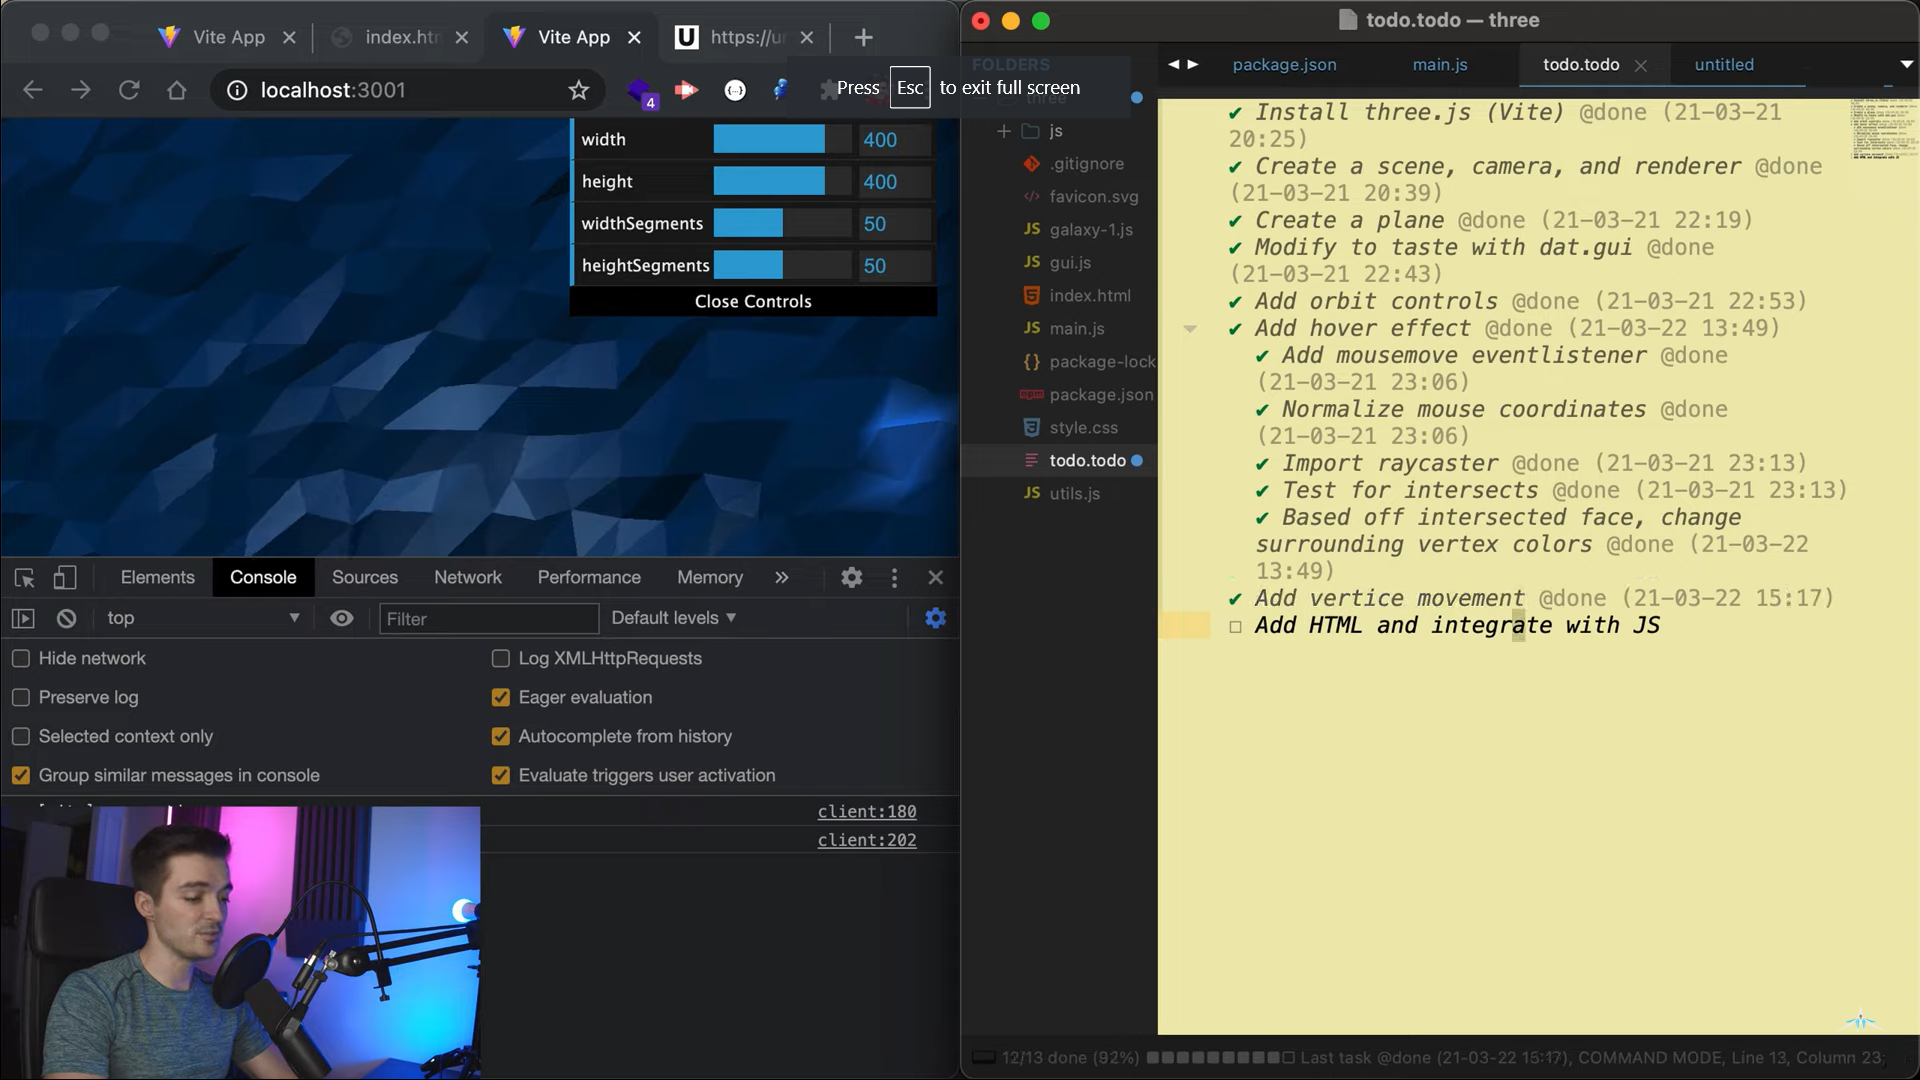 Vite App
index.htm
Vite App
U
https://ur
localhost:3001
4
Press Esc to exit full screen
width 400
height 400
widthSegments 50
heightSegments 50
Close Controls
Elements
Console
Sources
Network
Performance
Memory
top
Filter
Default levels
Hide network
Log XMLHttpRequests
Preserve log
Eager evaluation
Selected context only
Autocomplete from history
Group similar messages in console
Evaluate triggers user activation
client:180
client:202
todo.todo — three
FOLDERS
three
js
.gitignore
favicon.svg
JS galaxy-1.js
JS gui.js
index.html
JS main.js
{} package-lock
package.json
style.css
todo.todo
JS utils.js
package.json
main.js
todo.todo
untitled
✔ Install three.js (Vite) @done (21-03-21
20:25)
✔ Create a scene, camera, and renderer @done
(21-03-21 20:39)
✔ Create a plane @done (21-03-21 22:19)
✔ Modify to taste with dat.gui @done
(21-03-21 22:43)
✔ Add orbit controls @done (21-03-21 22:53)
✔ Add hover effect @done (21-03-22 13:49)
✔ Add mousemove eventlistener @done
(21-03-21 23:06)
✔ Normalize mouse coordinates @done
(21-03-21 23:06)
✔ Import raycaster @done (21-03-21 23:13)
✔ Test for intersects @done (21-03-21 23:13)
✔ Based off intersected face, change
surrounding vertex colors @done (21-03-22
13:49)
✔ Add vertice movement @done (21-03-22 15:17)
☐ Add HTML and integrate with JS
12/13 done (92%) Last task @done (21-03-22 15:17), COMMAND MODE, Line 13, Column 23;